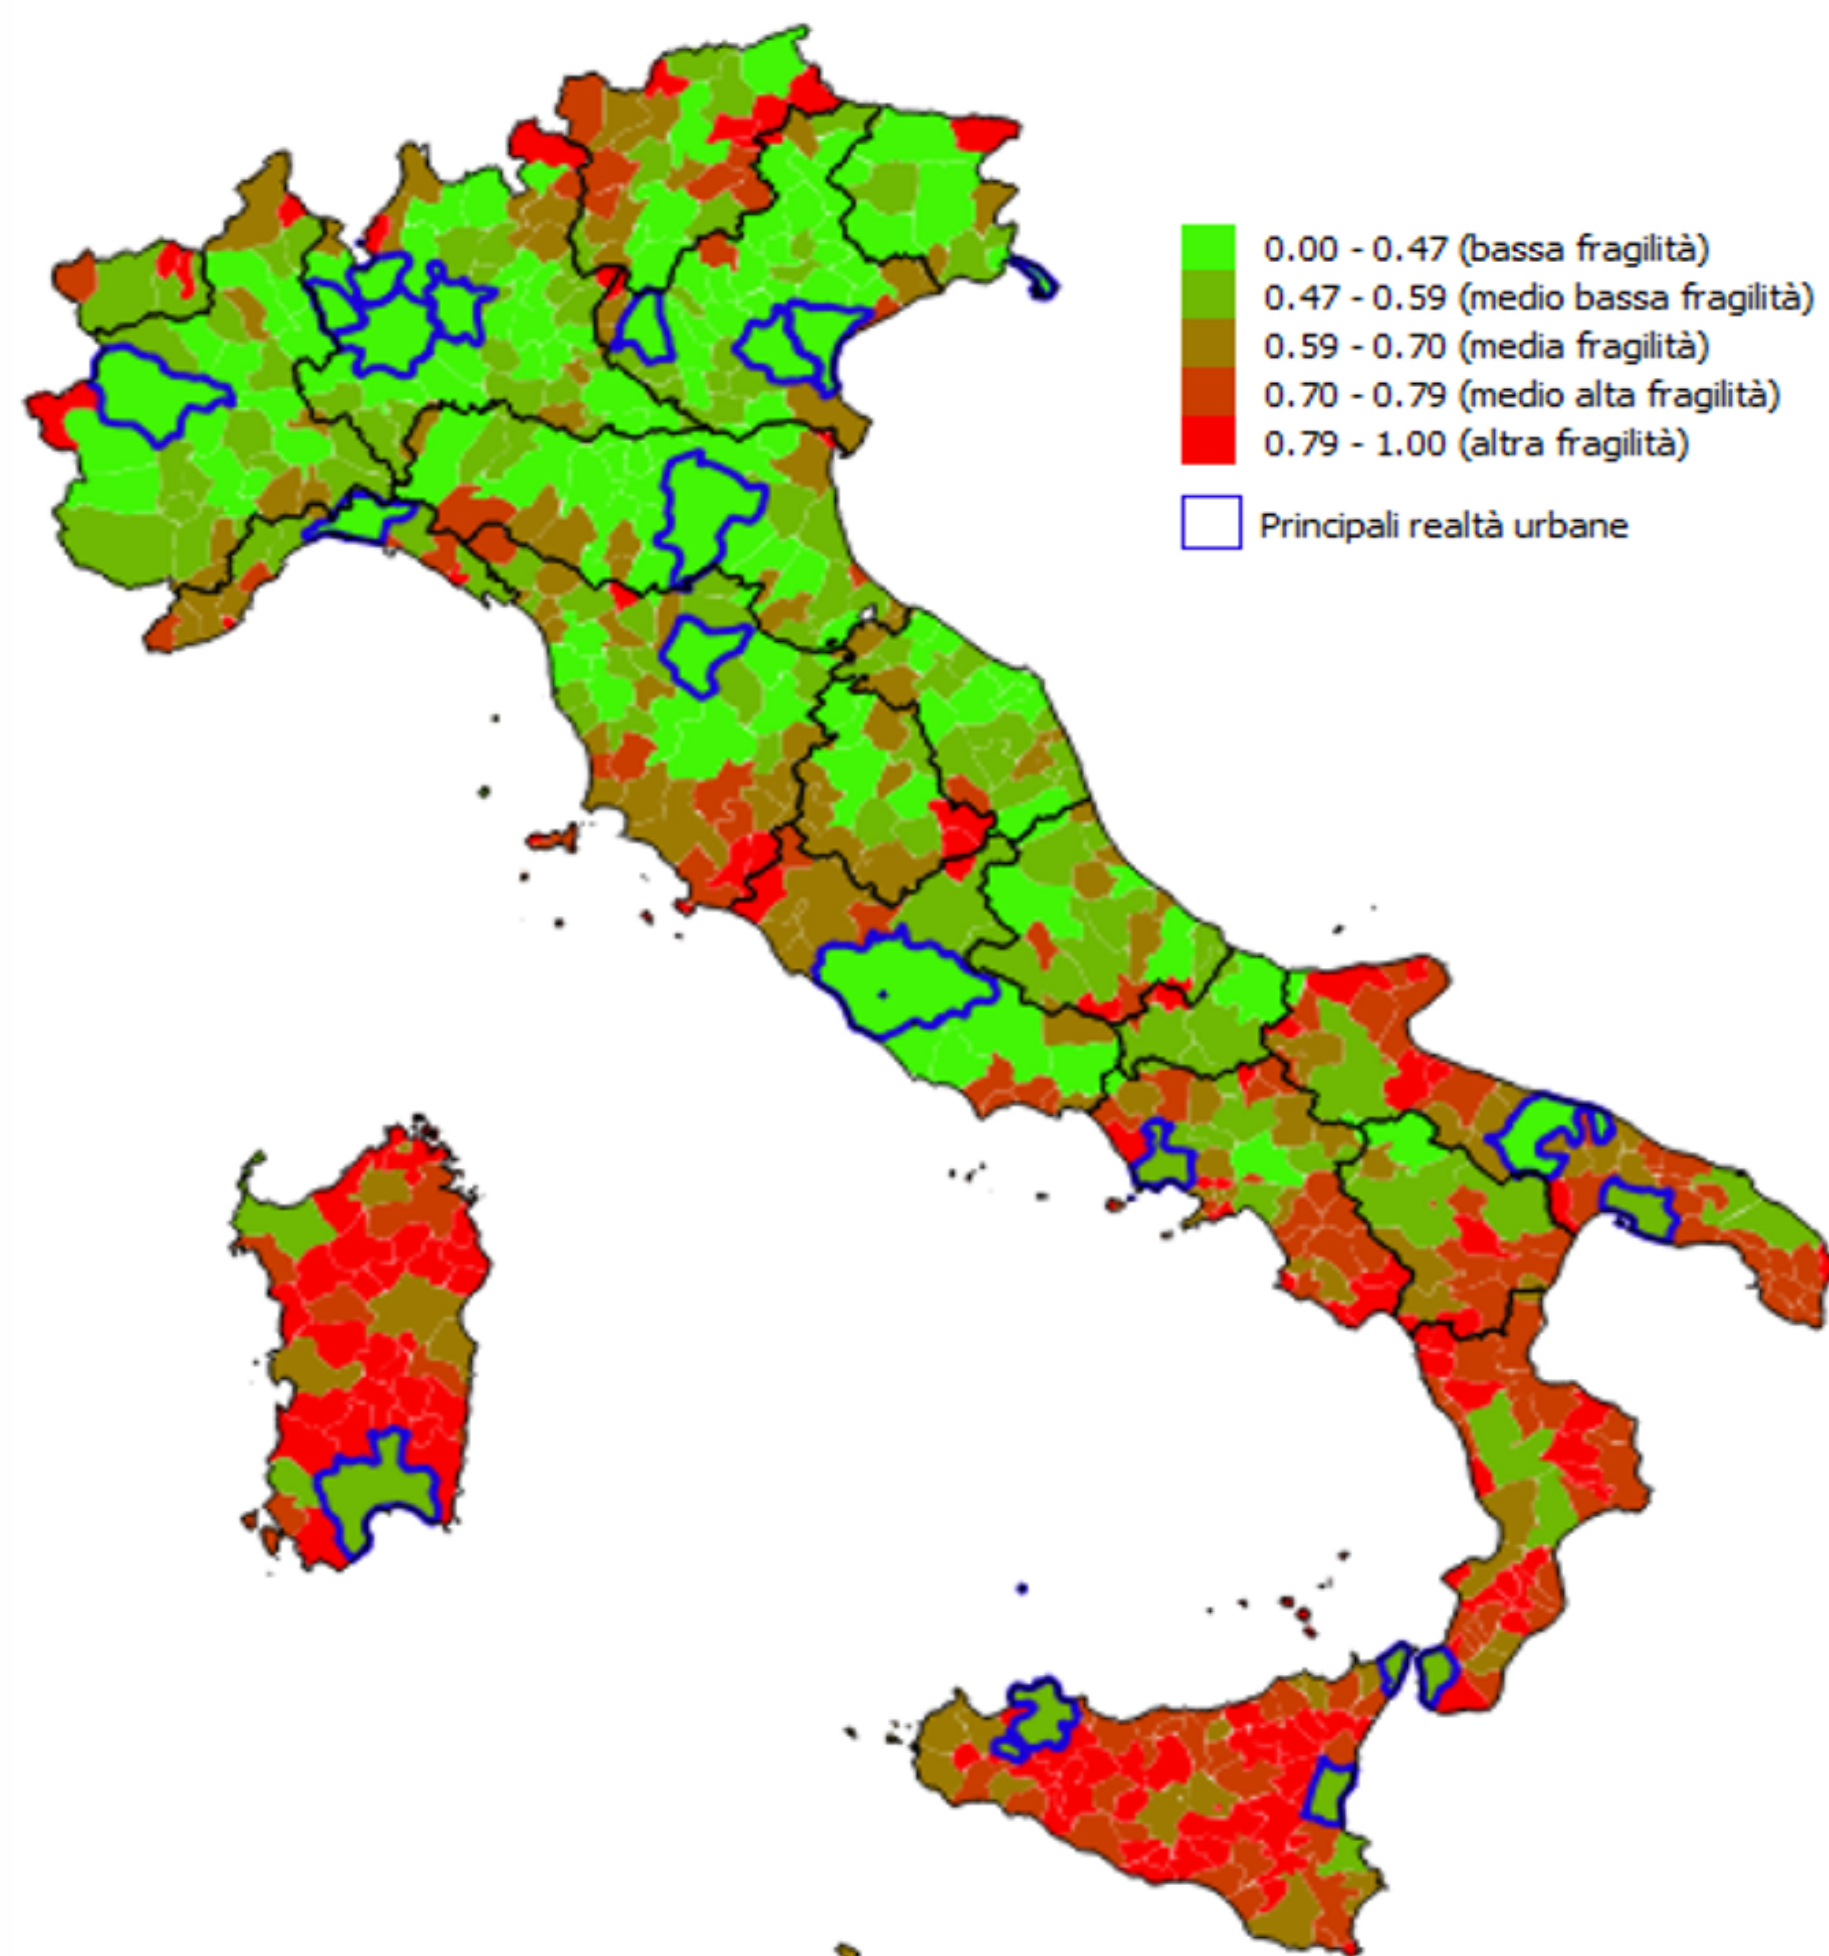 0.00 - 0.47 (bassa fragilità)
0.47 - 0.59 (medio bassa fragilità)
0.59 - 0.70 (media fragilità)
0.70 - 0.79 (medio alta fragilità)
0.79 - 1.00 (altra fragilità)
Principali realtà urbane